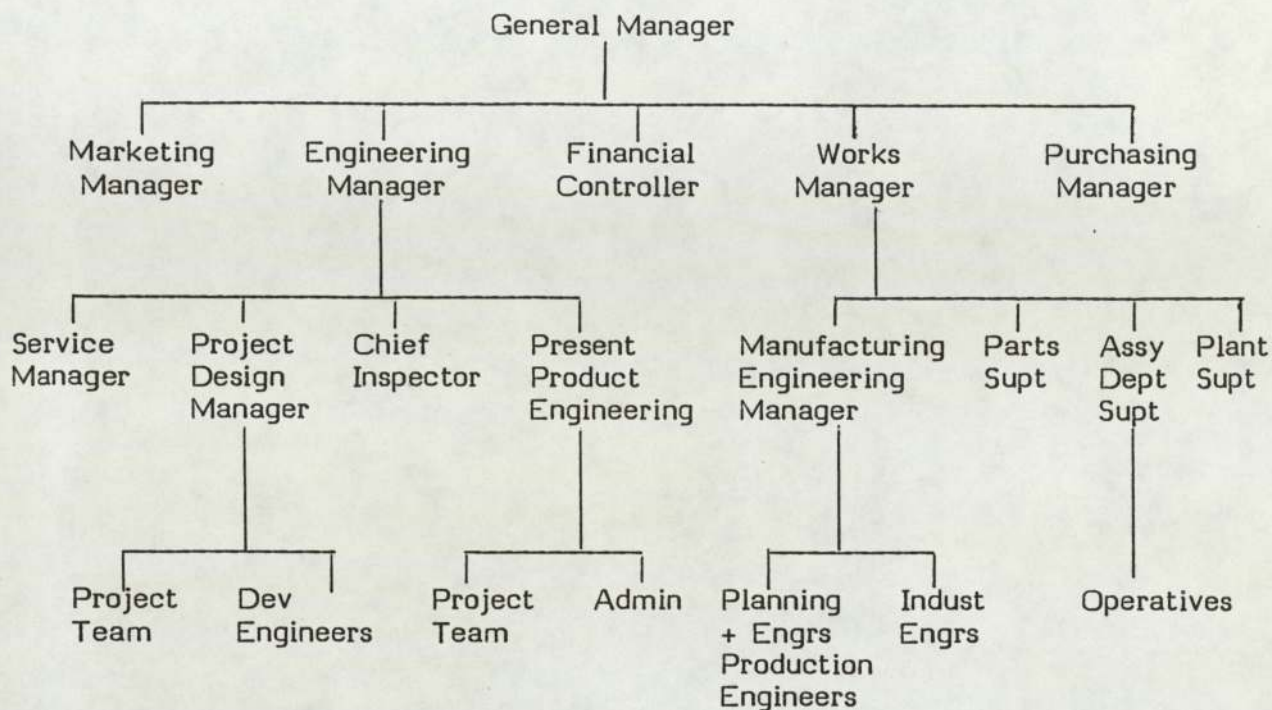 General Manager
Marketing
Manager
Engineering
Manager
Financial
Controller
Works
Manager
Purchasing
Manager
Service
Manager
Project
Design
Manager
Chief
Inspector
Present
Product
Engineering
Manufacturing
Engineering
Manager
Parts
Supt
Assy
Dept
Supt
Plant
Supt
Project
Team
Dev
Engineers
Project
Team
Admin
Planning
+ Engrs
Production
Engineers
Indust
Engrs
Operatives